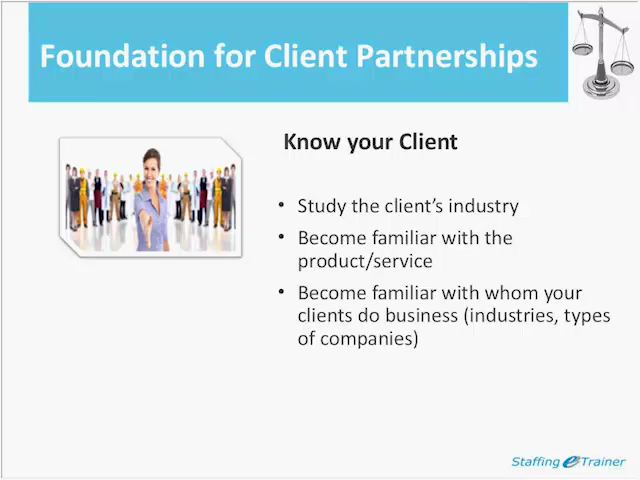 Foundation for Client Partnerships
Know your Client
• Study the client's industry
• Become familiar with the
product/service
• Become familiar with whom your
clients do business (industries, types
of companies)
Staffing eTrainer